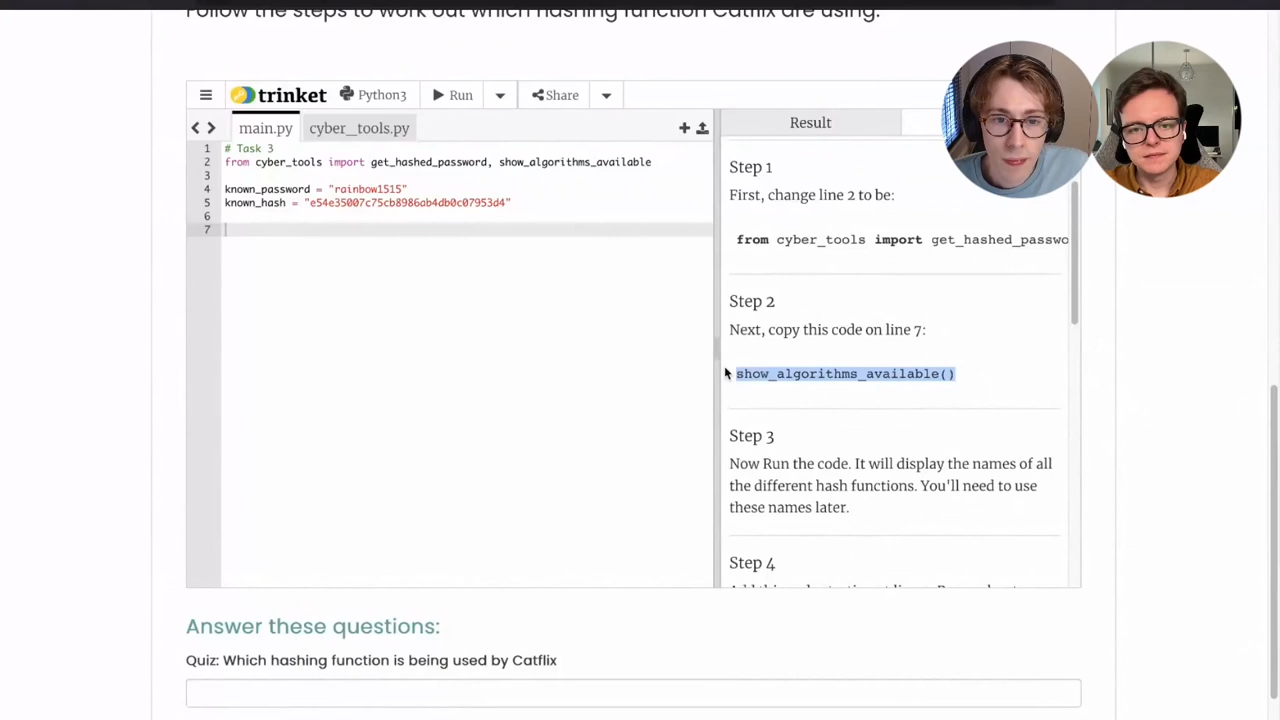 Follow the steps to work out which hashing function Catflix are using.
trinket Python3 Run Share
main.py cyber_tools.py
1 # Task 3
2 from cyber_tools import get_hashed_password, show_algorithms_available
3
4 known_password = "rainbow1515"
5 known_hash = "e54e35007c75cb8986ab4db0c07953d4"
6
7
Result
Step 1
First, change line 2 to be:
from cyber_tools import get_hashed_passwo
Step 2
Next, copy this code on line 7:
show_algorithms_available()
Step 3
Now Run the code. It will display the names of all
the different hash functions. You'll need to use
these names later.
Step 4
Answer these questions:
Quiz: Which hashing function is being used by Catflix